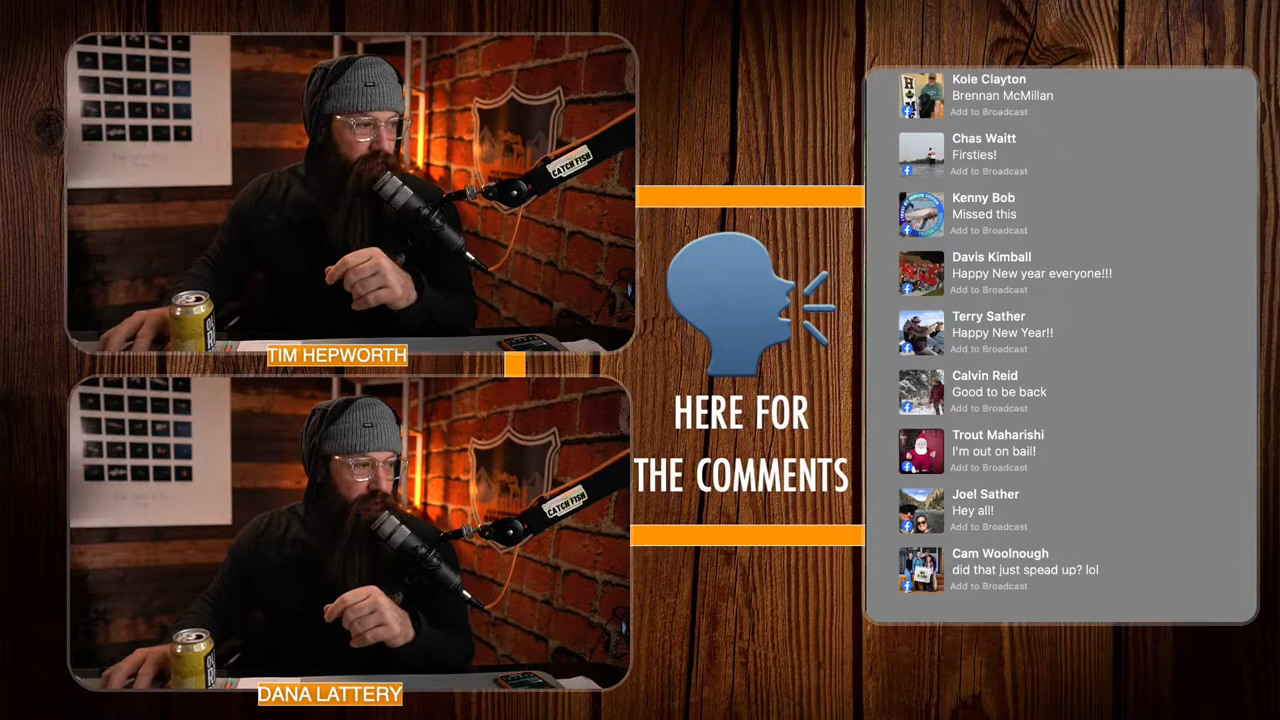 CATCH FISH
TIM HEPWORTH
CATCH FISH
DANA LATTERY
HERE FOR
THE COMMENTS
Kole Clayton
Brennan McMillan
Add to Broadcast
Chas Waitt
Firsties!
Add to Broadcast
Kenny Bob
Missed this
Add to Broadcast
Davis Kimball
Happy New year everyone!!!
Add to Broadcast
Terry Sather
Happy New Year!!
Add to Broadcast
Calvin Reid
Good to be back
Add to Broadcast
Trout Maharishi
I'm out on bail!
Add to Broadcast
Joel Sather
Hey all!
Add to Broadcast
Cam Woolnough
did that just spead up? lol
Add to Broadcast